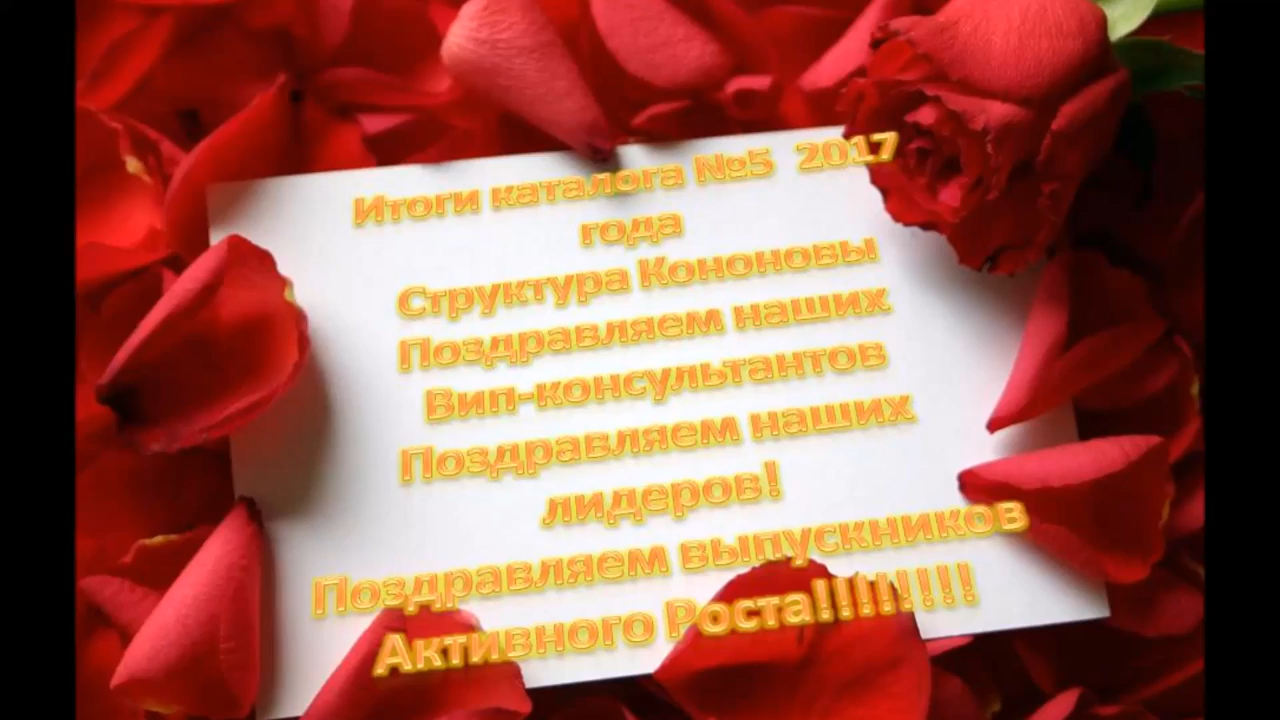 Итоги каталога №5 2017
года
Структура Кононовы
Поздравляем наших
Вип-консультантов
Поздравляем наших
лидеров!
Поздравляем выпускников
Активного Роста!!!!!!!!!